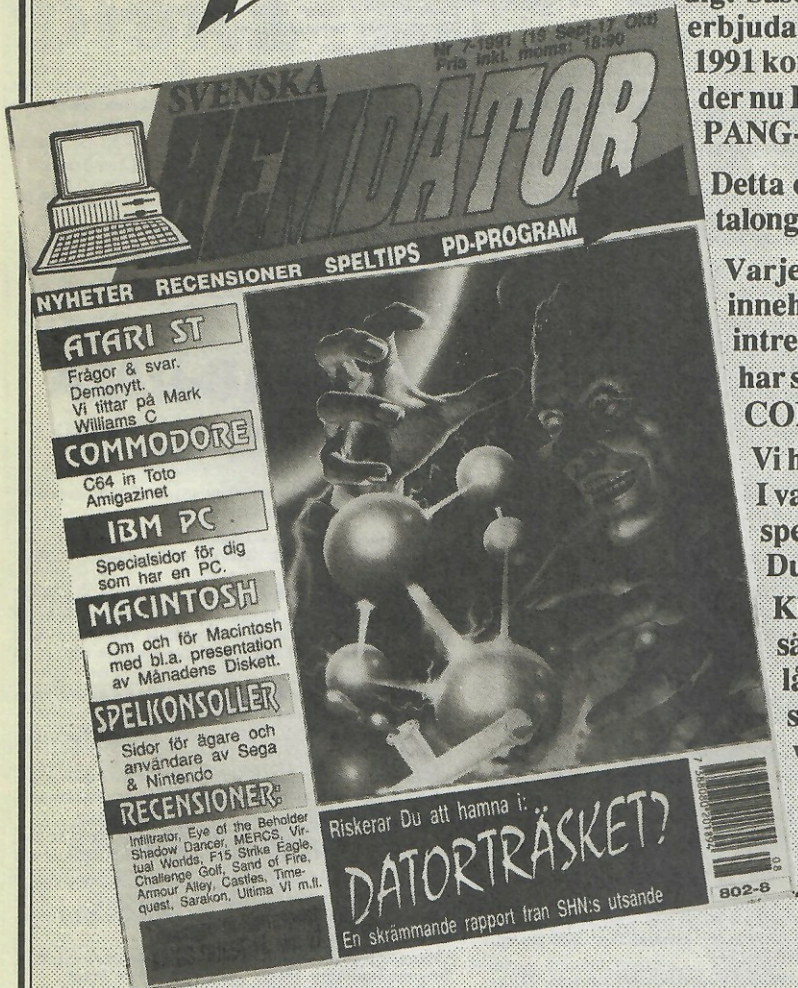 erbjuda
1991
der nu
PANG-
Detta
talong
Varje
inneh
intre
har s
Vi h
I va
spe
Du
K
sä
lå
s
v
Nr 7-1991 (19 Sept-17 Okt)
Pris inkl. moms: 18:90
SVENSKA
HEMDATOR
NYHETER RECENSIONER SPELTIPS PD-PROGRAM
ATARI ST
Frågor & svar.
Demonytt.
Vi tittar på Mark
Williams C
COMMODORE
C64 in Toto
Amigazinet
IBM PC
Specialsidor för dig
som har en PC.
MACINTOSH
Om och för Macintosh
med bl.a. presentation
av Månadens Diskett.
SPELKONSOLLER
Sidor för ägare och
användare av Sega
& Nintendo
RECENSIONER:
Infiltrator, Eye of the Beholder
Shadow Dancer, MERCS, Vir-
tual Worlds, F15 Strike Eagle,
Challenge Golf, Sand of Fire,
Armour Alley, Castles, Time-
quest, Sarakon, Ultima VI m.fl.
Riskerar Du att hamna i:
DATORTRÄSKET?
En skrämmande rapport fran SHN:s utsände
08
802-8